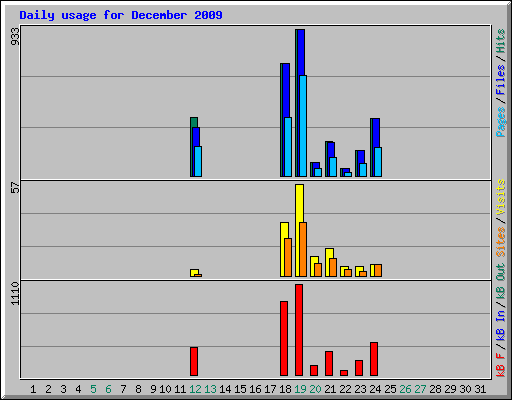 Daily usage for December 2009
933
Pages / Files / Hits
57
Sites / Visits
1110
kB F / kB In / kB Out
1 2 3 4 5 6 7 8 9 10 11 12 13 14 15 16 17 18 19 20 21 22 23 24 25 26 27 28 29 30 31